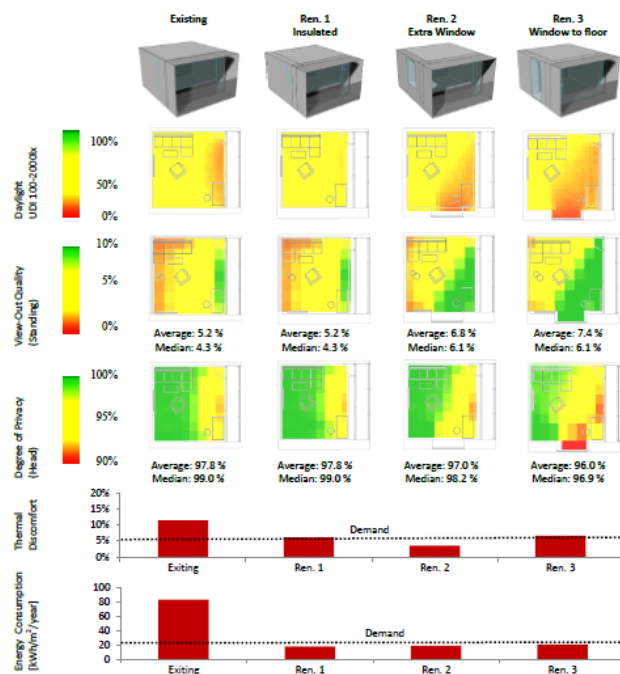 Existing
Ren. 1
Insulated
Ren. 2
Extra Window
Ren. 3
Window to floor
Daylight
UDI 100-2000lx
100%
50%
0%
View-Out Quality
(Standing)
10%
5%
0%
Average: 5.2 %
Median: 4.3 %
Average: 5.2 %
Median: 4.3 %
Average: 6.8 %
Median: 6.1 %
Average: 7.4 %
Median: 6.1 %
Degree of Privacy
(Head)
100%
95%
90%
Average: 97.8 %
Median: 99.0 %
Average: 97.8 %
Median: 99.0 %
Average: 97.0 %
Median: 98.2 %
Average: 96.0 %
Median: 96.9 %
Thermal
Discomfort
20%
15%
10%
5%
0%
Demand
Exiting
Ren. 1
Ren. 2
Ren. 3
Energy Consumption
[kWh/m²/year]
100
80
60
40
20
0
Demand
Exiting
Ren. 1
Ren. 2
Ren. 3